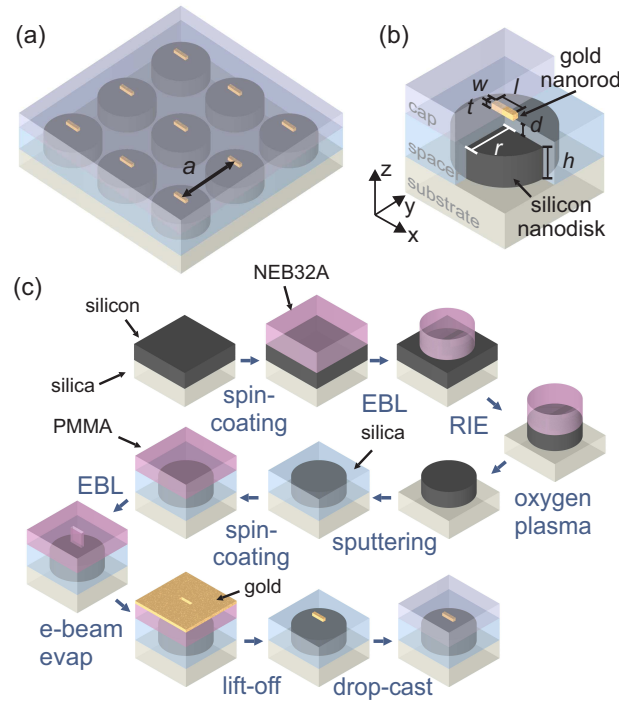 (a)
a
(b)
gold
nanorod
w
l
t
cap
d
r
spacer
h
substrate
z
y
x
silicon
nanodisk
(c)
NEB32A
silicon
silica
spin-
coating
EBL
RIE
PMMA
silica
EBL
spin-
coating
sputtering
oxygen
plasma
gold
e-beam
evap
lift-off
drop-cast